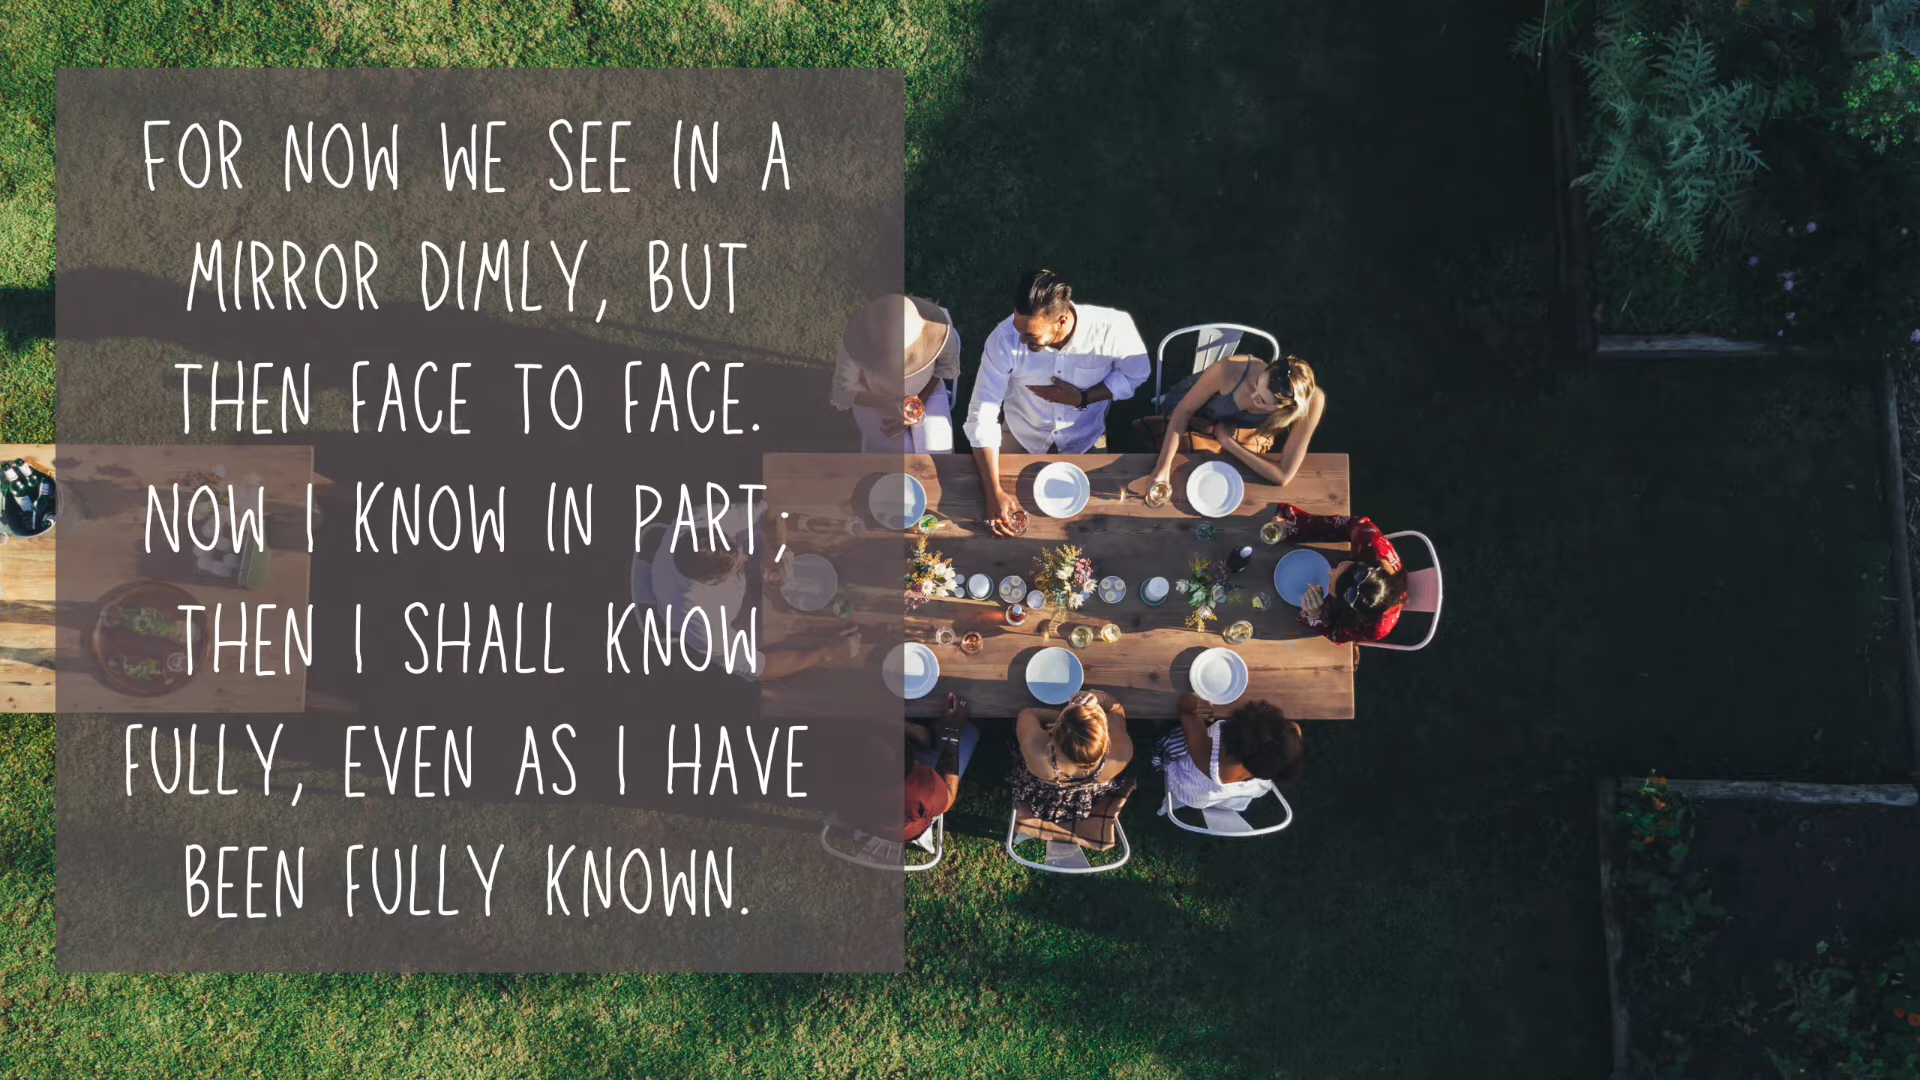 FOR NOW WE SEE IN A
MIRROR DIMLY, BUT
THEN FACE TO FACE.
NOW I KNOW IN PART;
THEN I SHALL KNOW
FULLY, EVEN AS I HAVE
BEEN FULLY KNOWN.